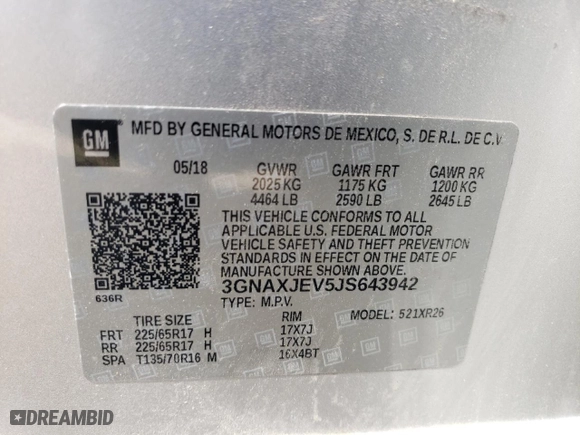 GM
MFD BY GENERAL MOTORS DE MEXICO, S. DE R.L. DE C.V.
05/18 GVWR GAWR FRT GAWR RR
2025 KG 1175 KG 1200 KG
4464 LB 2590 LB 2645 LB
THIS VEHICLE CONFORMS TO ALL
APPLICABLE U.S. FEDERAL MOTOR
VEHICLE SAFETY AND THEFT PREVENTION
STANDARDS IN EFFECT ON THE DATE OF
MANUFACTURE SHOWN ABOVE.
3GNAXJEV5JS643942
636R
TYPE: M.P.V. MODEL: 521XR26
TIRE SIZE RIM
FRT 225/65R17 H 17X7J
RR 225/65R17 H 17X7J
SPA T135/70R16 M 16X4BT
DREAMBID